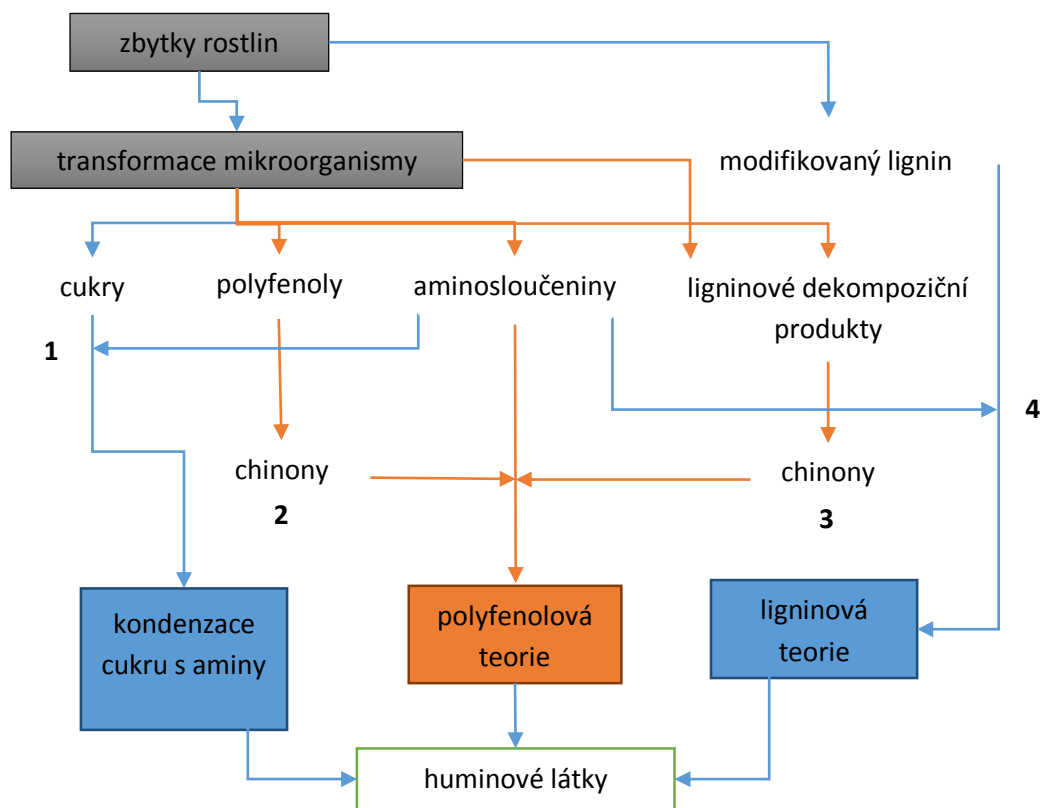 zbytky rostlin
transformace mikroorganismy
modifikovaný lignin
cukry
polyfenoly
aminosloučeniny
ligninové dekompoziční
produkty
1
4
chinony
2
chinony
3
kondenzace
cukru s aminy
polyfenolová
teorie
ligninová
teorie
huminové látky